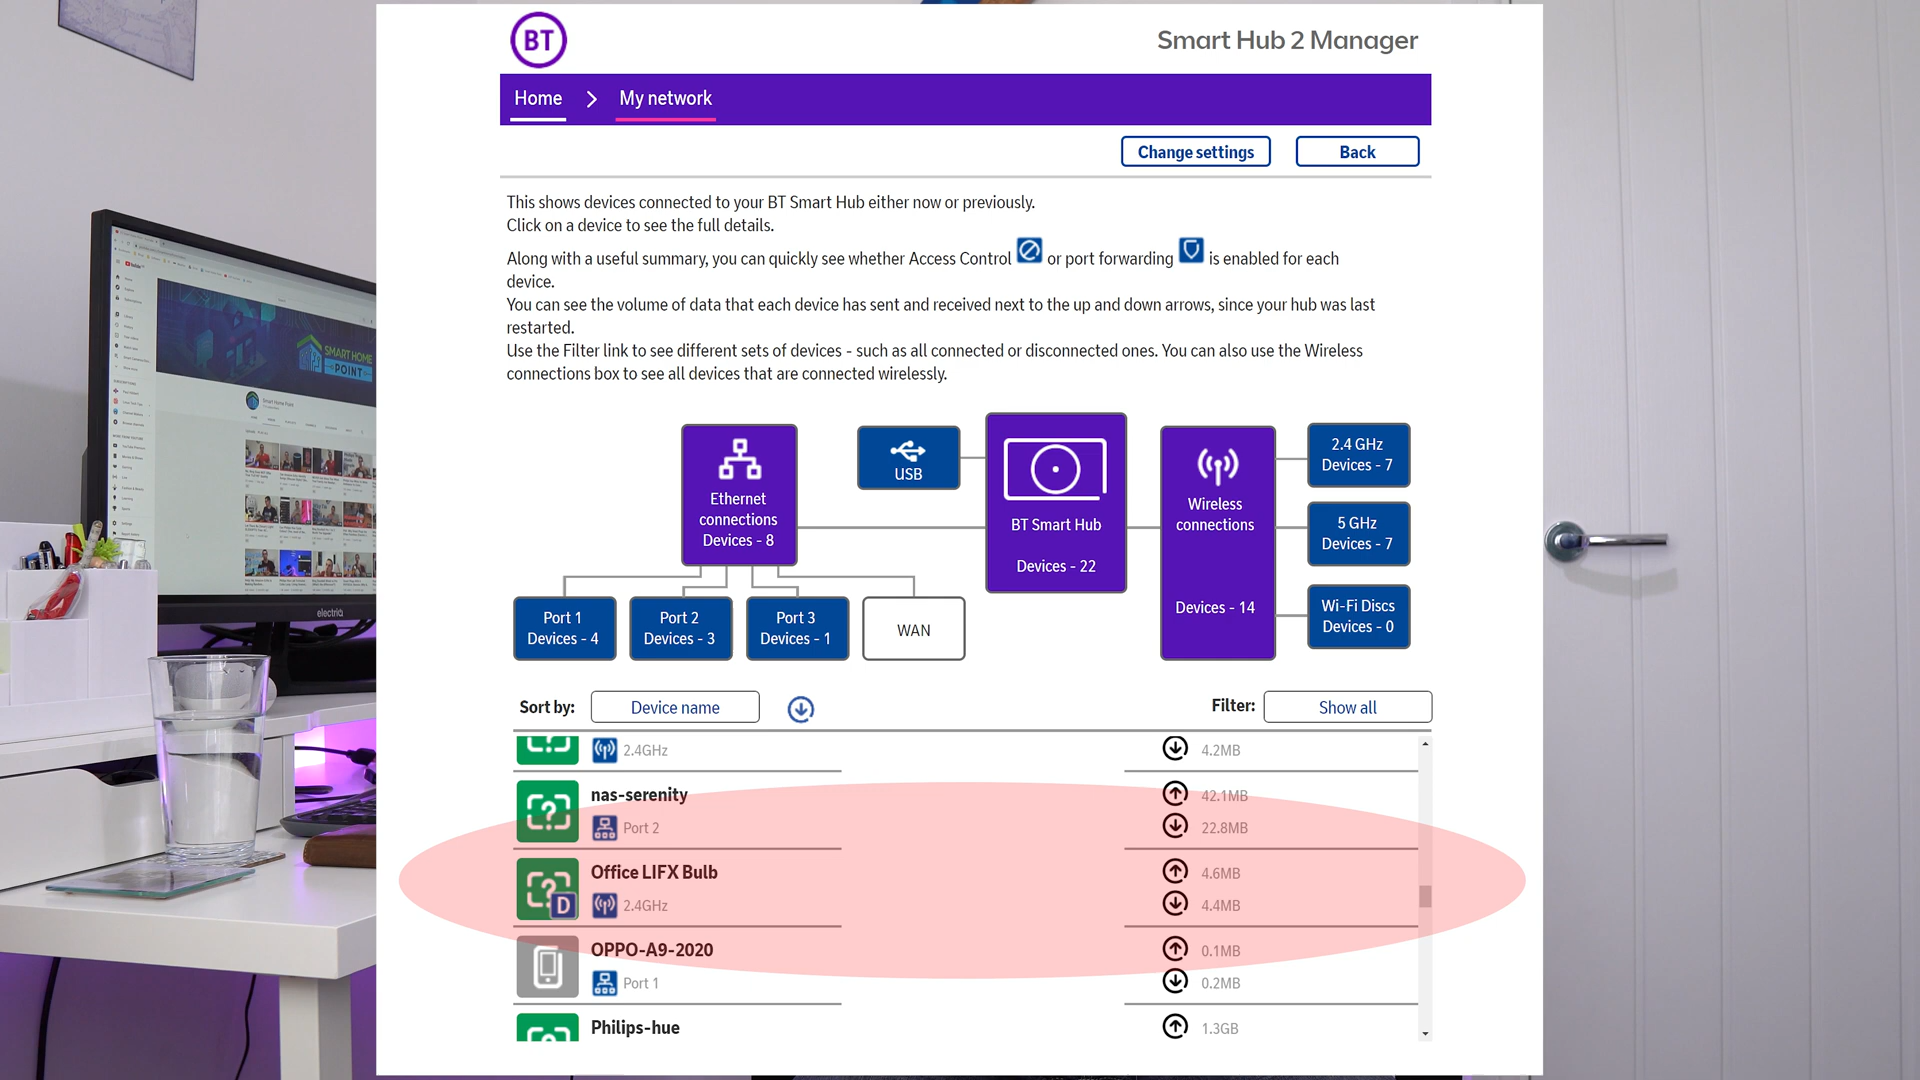 BT
Smart Hub 2 Manager
Home
My network
Change settings
Back
This shows devices connected to your BT Smart Hub either now or previously.
Click on a device to see the full details.
Along with a useful summary, you can quickly see whether Access Control or port forwarding is enabled for each
device.
You can see the volume of data that each device has sent and received next to the up and down arrows, since your hub was last
restarted.
Use the Filter link to see different sets of devices - such as all connected or disconnected ones. You can also use the Wireless
connections box to see all devices that are connected wirelessly.
Ethernet
connections
Devices - 8
USB
BT Smart Hub
Devices - 22
Wireless
connections
Devices - 14
2.4 GHz
Devices - 7
5 GHz
Devices - 7
Wi-Fi Discs
Devices - 0
Port 1
Devices - 4
Port 2
Devices - 3
Port 3
Devices - 1
WAN
Sort by:
Device name
Filter:
Show all
2.4GHz
4.2MB
nas-serenity
42.1MB
Port 2
22.8MB
Office LIFX Bulb
4.6MB
D
2.4GHz
4.4MB
OPPO-A9-2020
0.1MB
Port 1
0.2MB
Philips-hue
1.3GB
SMART HOME
POINT
Smart Home Point
electriq